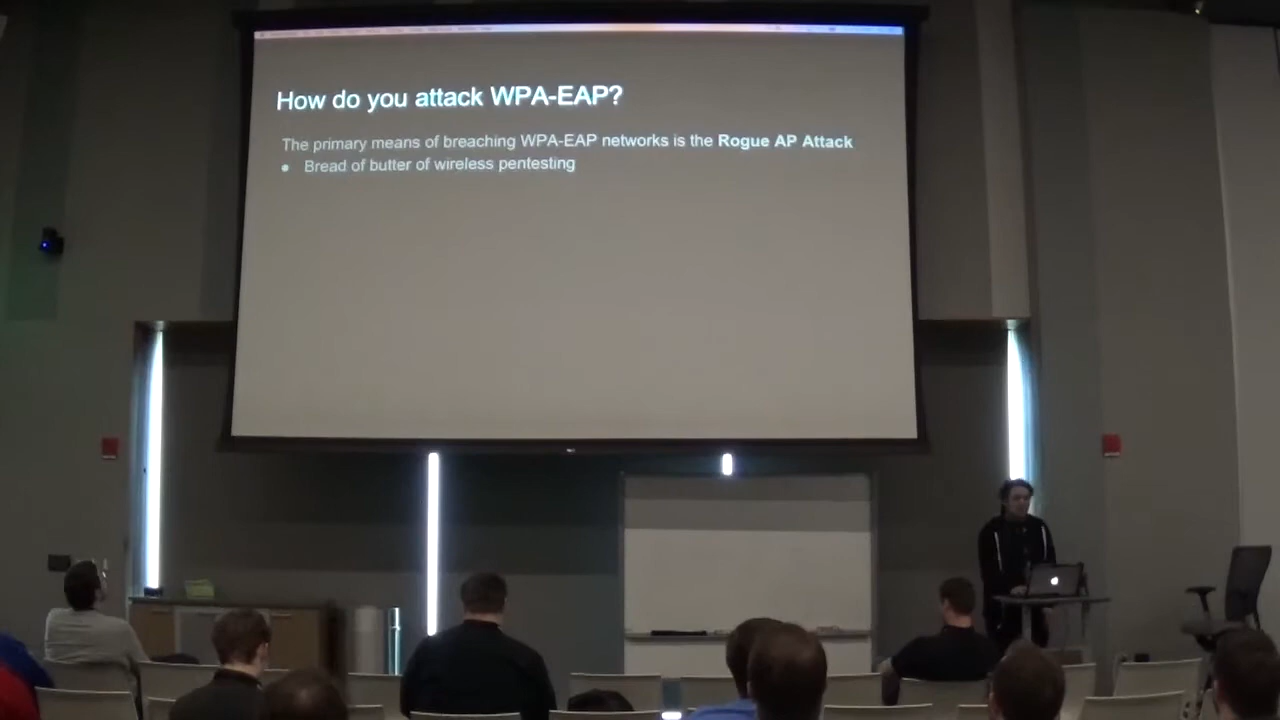 How do you attack WPA-EAP?
The primary means of breaching WPA-EAP networks is the Rogue AP Attack
● Bread of butter of wireless pentesting